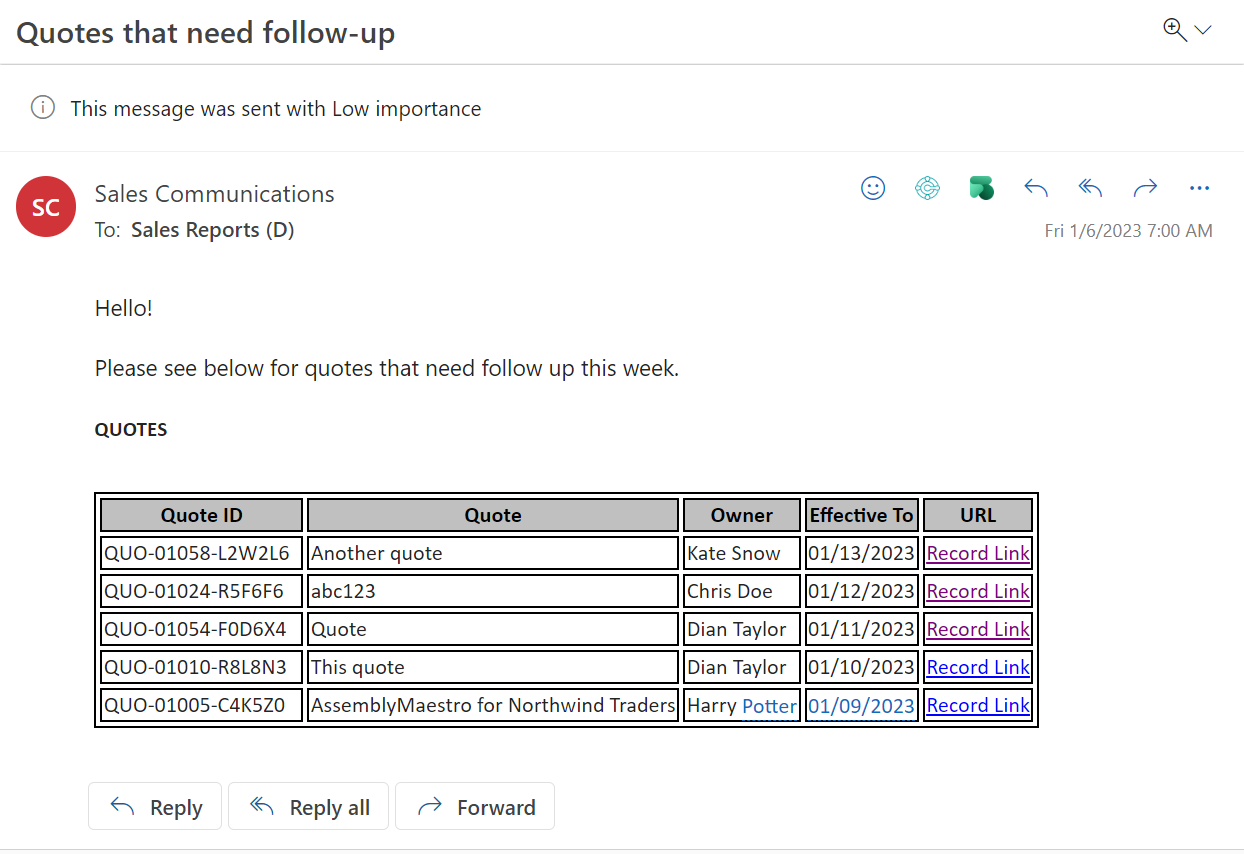 Quotes that need follow-up
This message was sent with Low importance
SC
Sales Communications
To: Sales Reports (D)
Fri 1/6/2023 7:00 AM
Hello!
Please see below for quotes that need follow up this week.
QUOTES
Quote ID Quote Owner Effective To URL
QUO-01058-L2W2L6 Another quote Kate Snow 01/13/2023 Record Link
QUO-01024-R5F6F6 abc123 Chris Doe 01/12/2023 Record Link
QUO-01054-F0D6X4 Quote Dian Taylor 01/11/2023 Record Link
QUO-01010-R8L8N3 This quote Dian Taylor 01/10/2023 Record Link
QUO-01005-C4K5Z0 AssemblyMaestro for Northwind Traders Harry Potter 01/09/2023 Record Link
Reply Reply all Forward